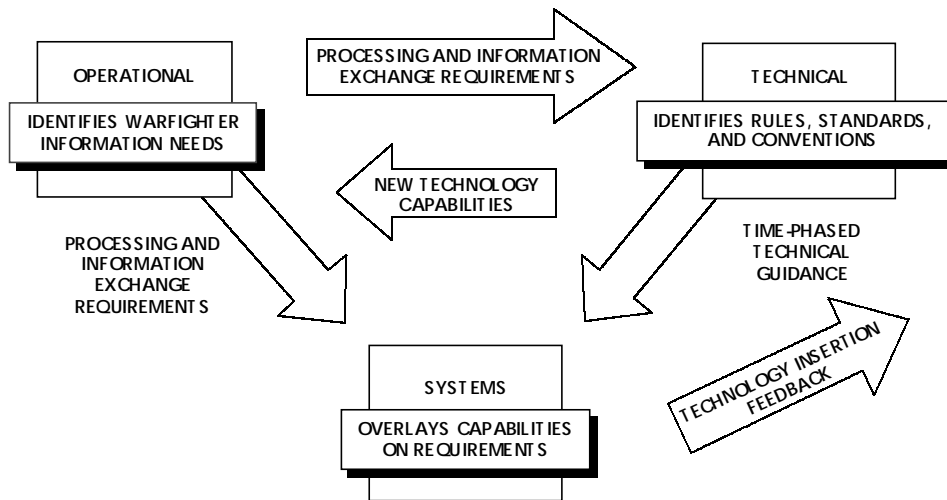 OPERATIONAL
IDENTIFIES WARFIGHTER
INFORMATION NEEDS
PROCESSING AND INFORMATION
EXCHANGE REQUIREMENTS
TECHNICAL
IDENTIFIES RULES, STANDARDS,
AND CONVENTIONS
NEW TECHNOLOGY
CAPABILITIES
PROCESSING AND
INFORMATION
EXCHANGE
REQUIREMENTS
TIME-PHASED
TECHNICAL
GUIDANCE
TECHNOLOGY INSERTION
FEEDBACK
SYSTEMS
OVERLAYS CAPABILITIES
ON REQUIREMENTS